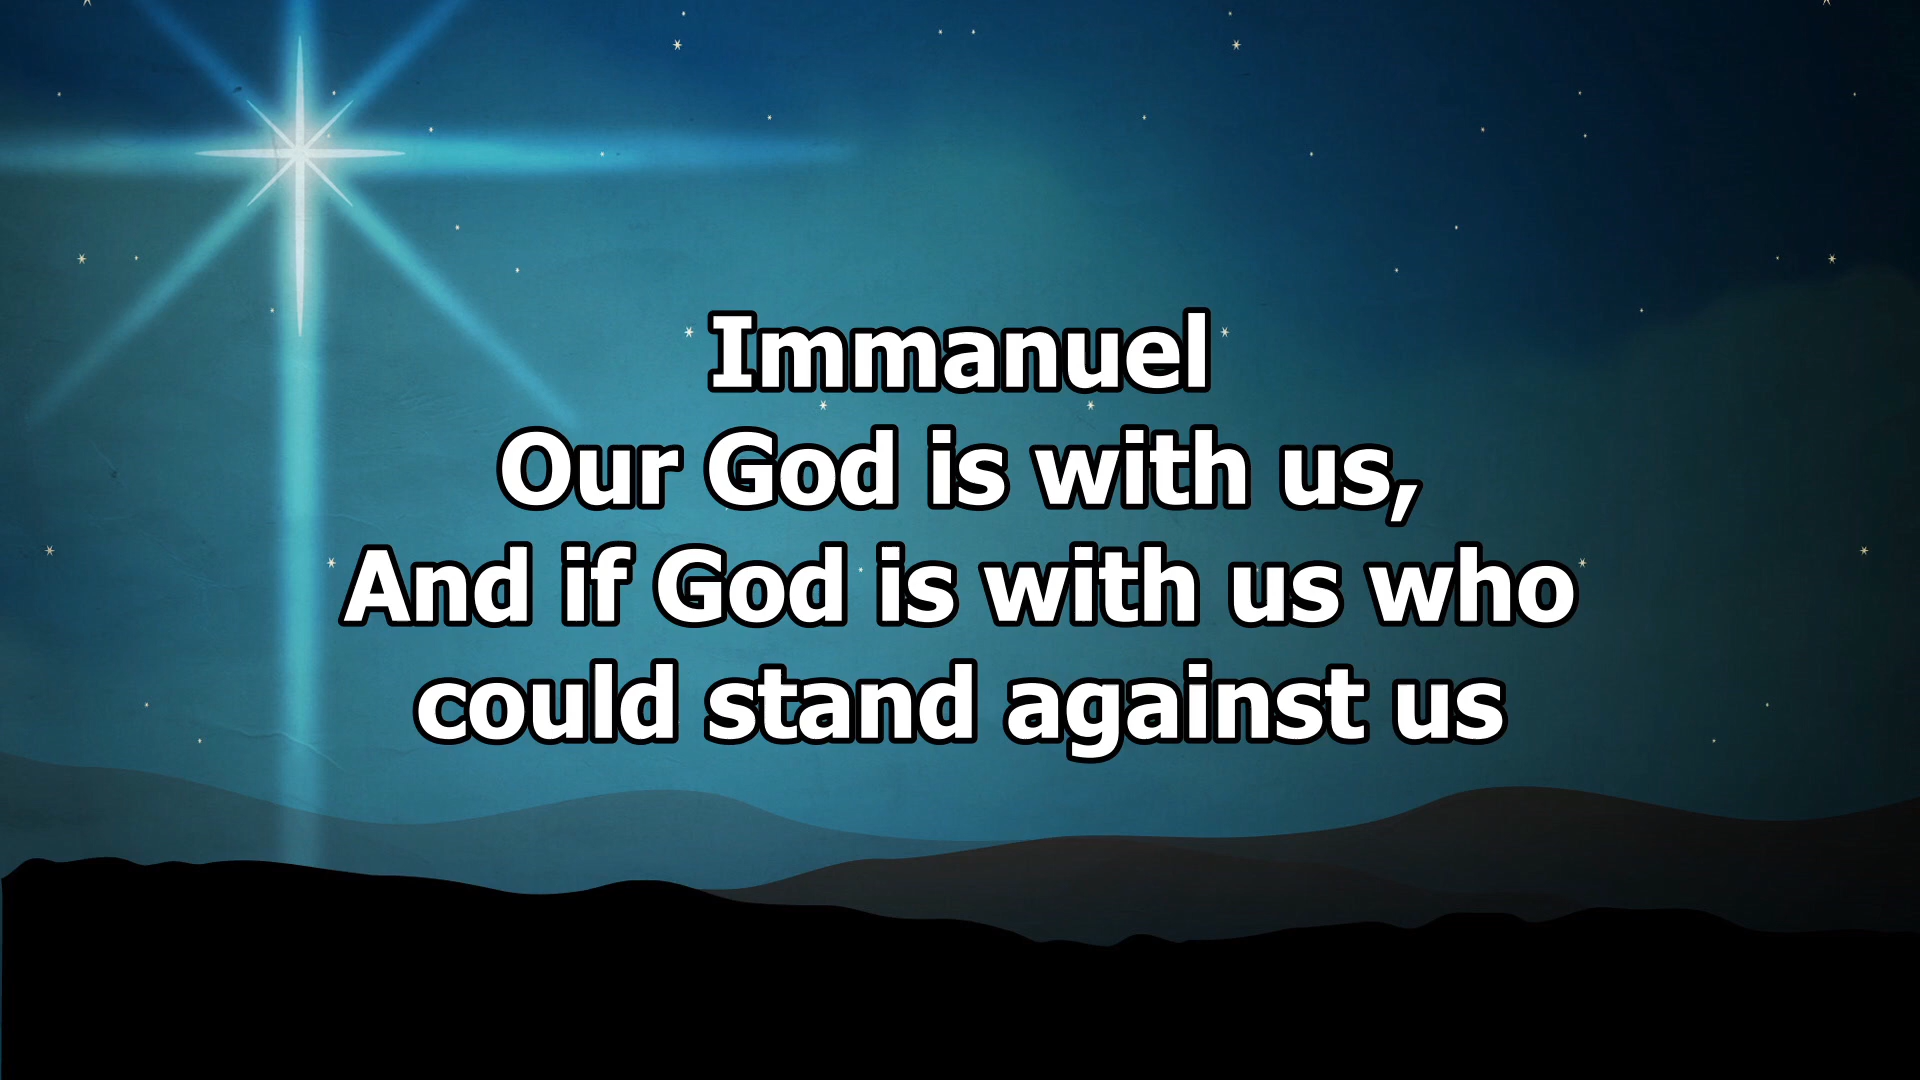 Immanuel
Our God is with us,
And if God is with us who
could stand against us